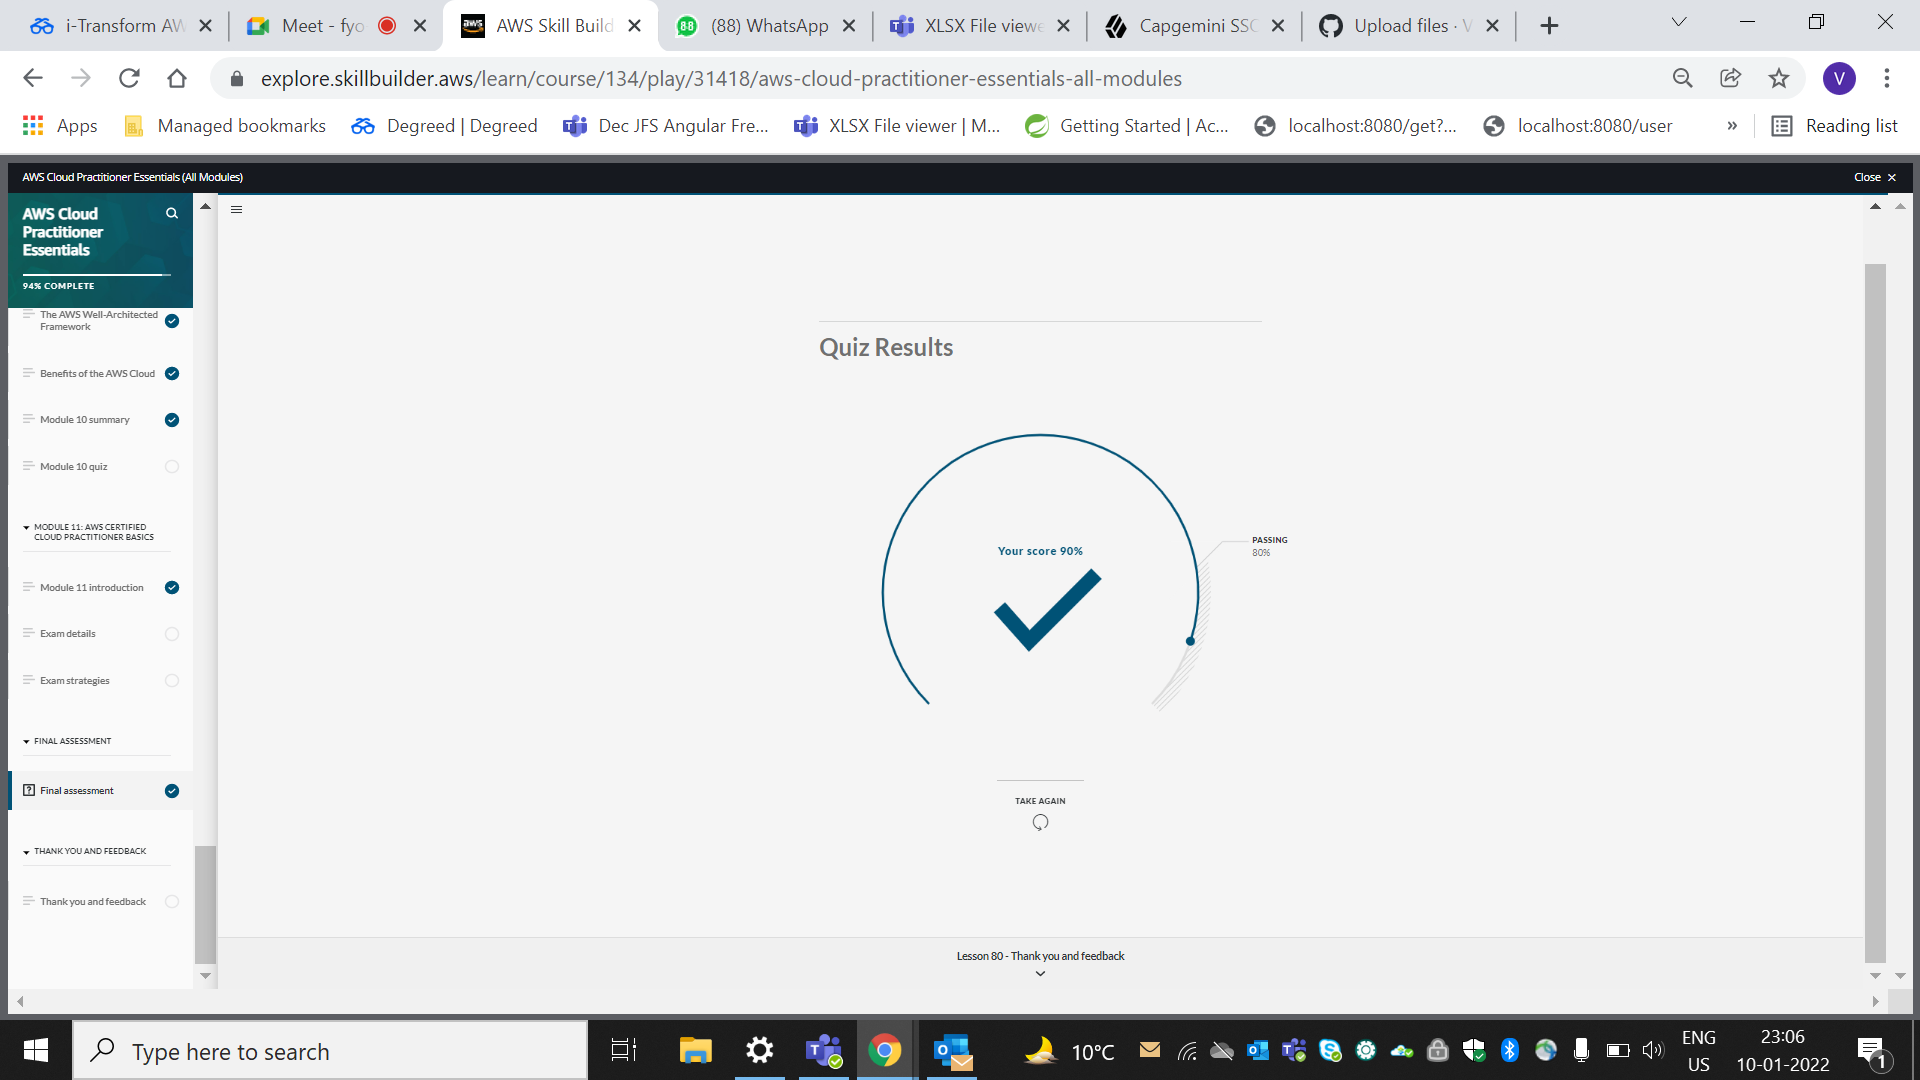 i-Transform AW
Meet - fyo
AWS Skill Build
(88) WhatsApp
XLSX File viewe
Capgemini SSC
Upload files · V
explore.skillbuilder.aws/learn/course/134/play/31418/aws-cloud-practitioner-essentials-all-modules
V
Apps
Managed bookmarks
Degreed | Degreed
Dec JFS Angular Fre...
XLSX File viewer | M...
Getting Started | Ac...
localhost:8080/get?...
localhost:8080/user
»
Reading list
AWS Cloud Practitioner Essentials (All Modules)
Close ×
AWS Cloud
Practitioner
Essentials
94% COMPLETE
The AWS Well-Architected
Framework
Benefits of the AWS Cloud
Module 10 summary
Module 10 quiz
MODULE 11: AWS CERTIFIED
CLOUD PRACTITIONER BASICS
Module 11 introduction
Exam details
Exam strategies
FINAL ASSESSMENT
Final assessment
THANK YOU AND FEEDBACK
Thank you and feedback
Quiz Results
Your score 90%
PASSING
80%
TAKE AGAIN
Lesson 80 - Thank you and feedback
Type here to search
10°C
ENG
US
23:06
10-01-2022
1